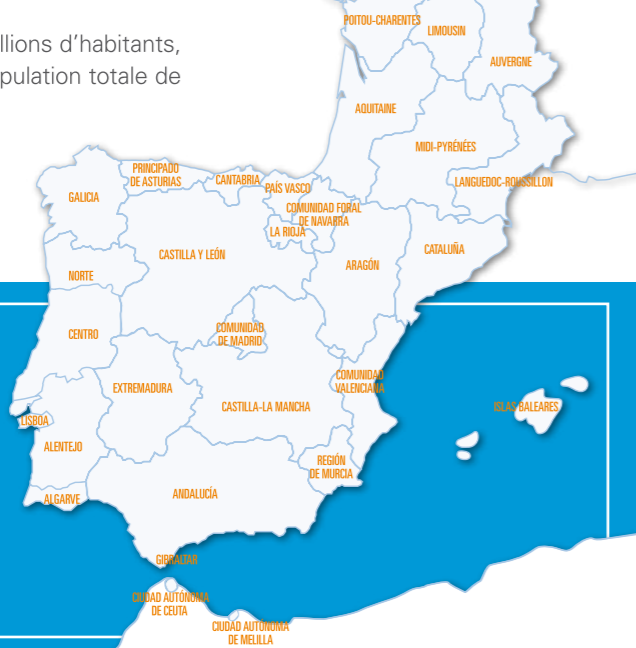 llions d'habitants,
pulation totale de
POITOU-CHARENTES
LIMOUSIN
AUVERGNE
AQUITAINE
MIDI-PYRÉNÉES
LANGUEDOC-ROUSSILLON
PRINCIPADO
DE ASTURIAS
CANTABRIA
PAÍS VASCO
GALICIA
COMUNIDAD FORAL
DE NAVARRA
LA RIOJA
CASTILLA Y LEÓN
ARAGÓN
CATALUÑA
NORTE
CENTRO
COMUNIDAD
DE MADRID
EXTREMADURA
COMUNIDAD
VALENCIANA
CASTILLA-LA MANCHA
ISLAS BALEARES
LISBOA
ALENTEJO
REGIÓN
DE MURCIA
ALGARVE
ANDALUCÍA
GIBRALTAR
CIUDAD AUTÓNOMA
DE CEUTA
CIUDAD AUTÓNOMA
DE MELILLA